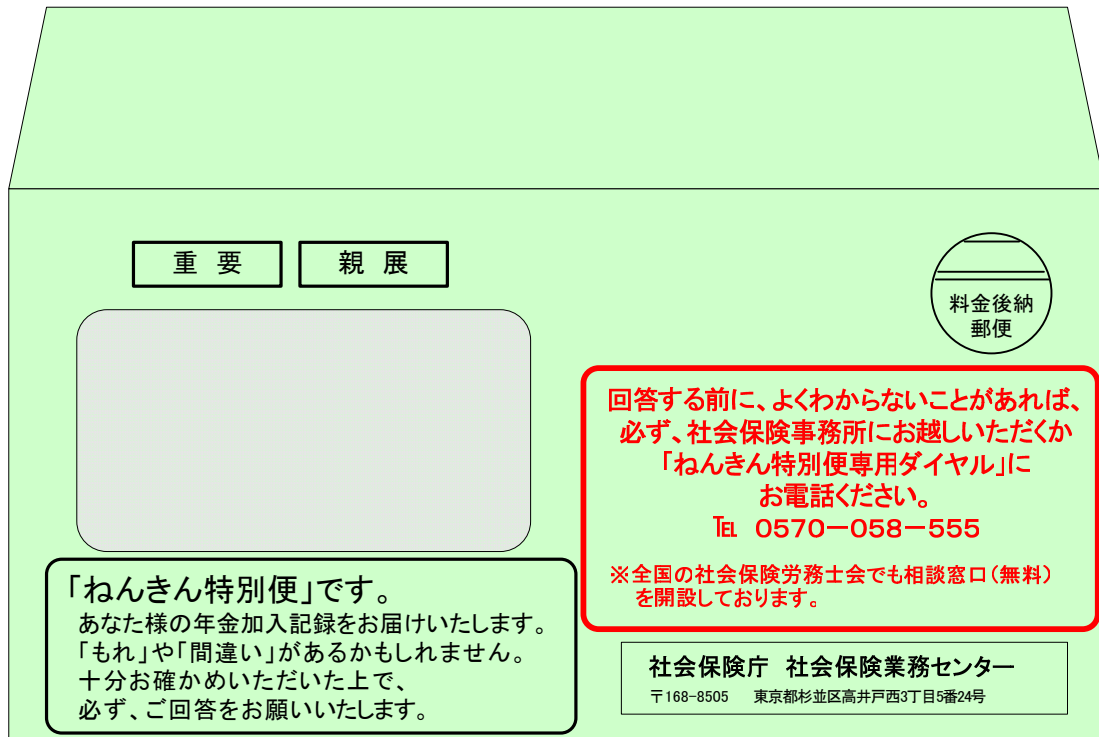 重要
親展
料金後納
郵便
回答する前に、よくわからないことがあれば、
必ず、社会保険事務所にお越しいただくか
「ねんきん特別便専用ダイヤル」に
お電話ください。
℡ 0570-058-555
※全国の社会保険労務士会でも相談窓口(無料)
を開設しております。
「ねんきん特別便」です。
あなた様の年金加入記録をお届けいたします。
「もれ」や「間違い」があるかもしれません。
十分お確かめいただいた上で、
必ず、ご回答をお願いいたします。
社会保険庁 社会保険業務センター
〒168-8505 東京都杉並区高井戸西3丁目5番24号